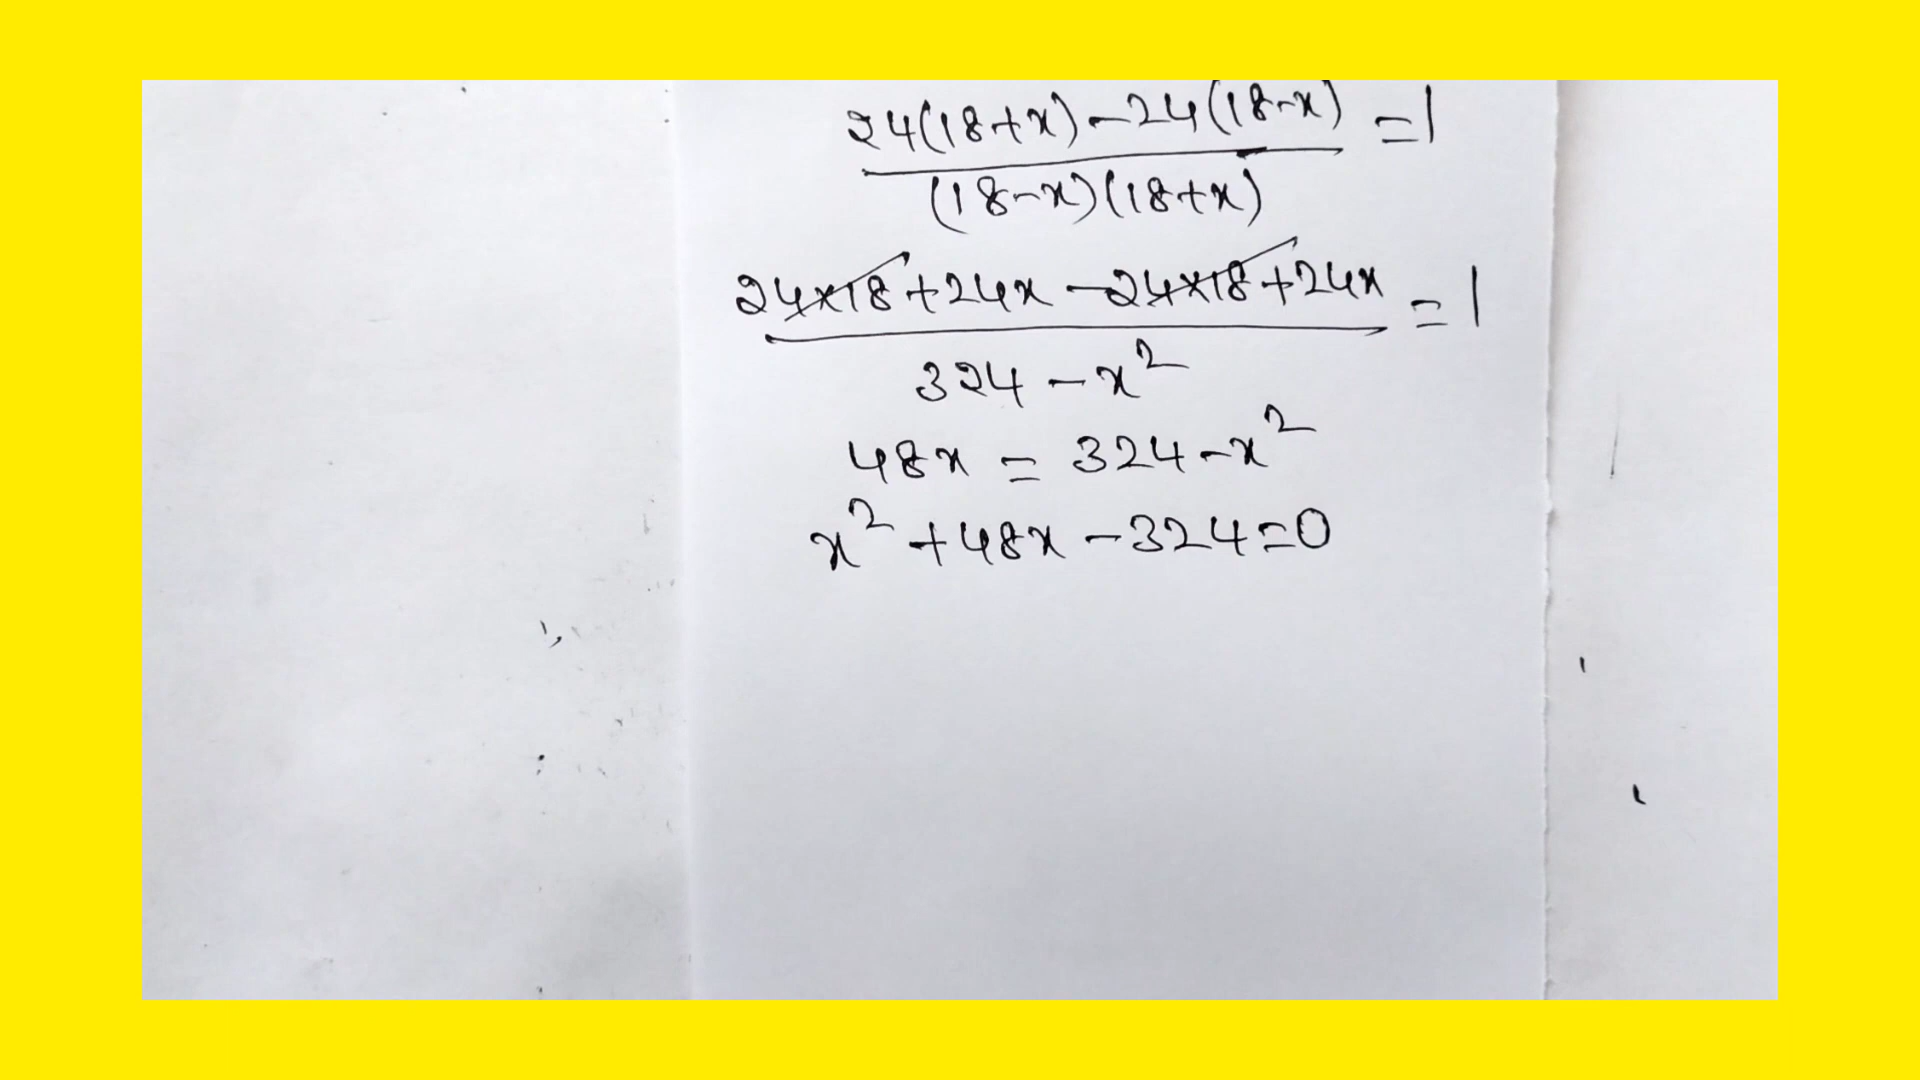 24(18+x)-24(18-x) =1
(18-x)(18+x)
24×18+24x-24×18+24x =1
324-x²
48x = 324-x²
x²+48x-324=0